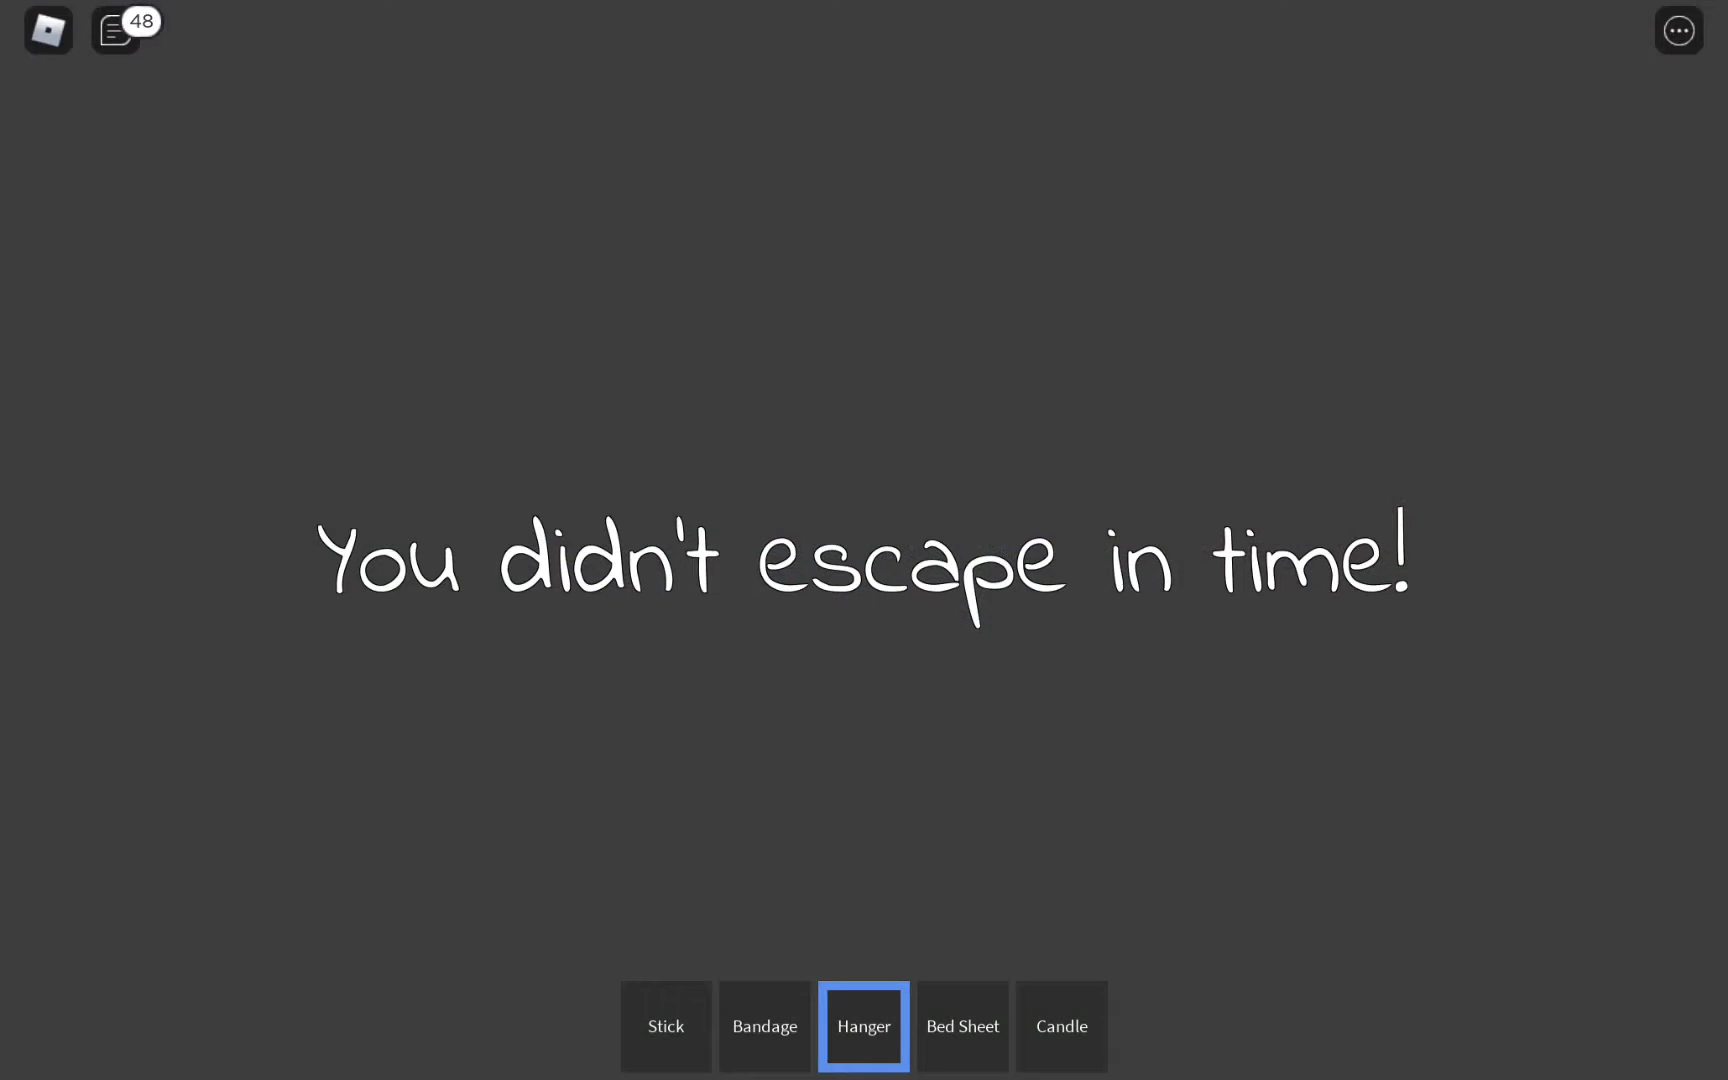 48
You didn't escape in time!
Stick
Bandage
Hanger
Bed Sheet
Candle